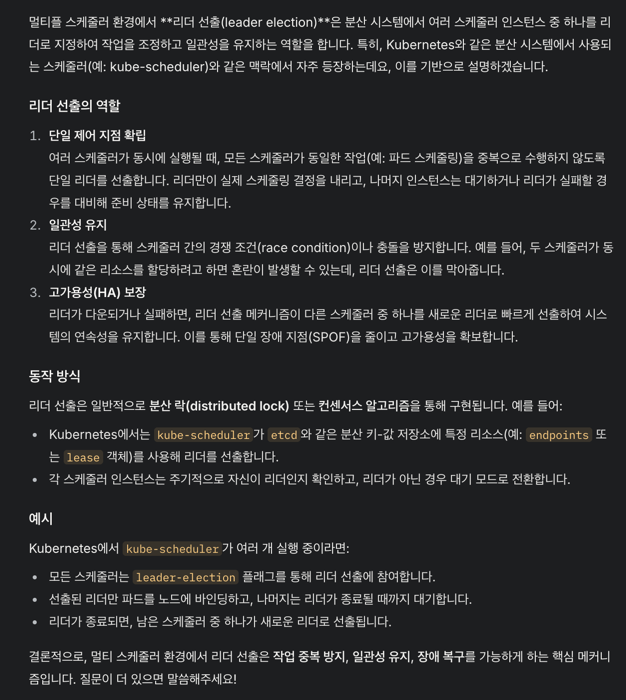 멀티플 스케줄러 환경에서 **리더 선출(leader election)**은 분산 시스템에서 여러 스케줄러 인스턴스 중 하나를 리
더로 지정하여 작업을 조정하고 일관성을 유지하는 역할을 합니다. 특히, Kubernetes와 같은 분산 시스템에서 사용되
는 스케줄러(예: kube-scheduler)와 같은 맥락에서 자주 등장하는데요, 이를 기반으로 설명하겠습니다.
리더 선출의 역할
1. 단일 제어 지점 확립
여러 스케줄러가 동시에 실행될 때, 모든 스케줄러가 동일한 작업(예: 파드 스케줄링)을 중복으로 수행하지 않도록
단일 리더를 선출합니다. 리더만이 실제 스케줄링 결정을 내리고, 나머지 인스턴스는 대기하거나 리더가 실패할 경
우를 대비해 준비 상태를 유지합니다.
2. 일관성 유지
리더 선출을 통해 스케줄러 간의 경쟁 조건(race condition)이나 충돌을 방지합니다. 예를 들어, 두 스케줄러가 동
시에 같은 리소스를 할당하려고 하면 혼란이 발생할 수 있는데, 리더 선출은 이를 막아줍니다.
3. 고가용성(HA) 보장
리더가 다운되거나 실패하면, 리더 선출 메커니즘이 다른 스케줄러 중 하나를 새로운 리더로 빠르게 선출하여 시스
템의 연속성을 유지합니다. 이를 통해 단일 장애 지점(SPOF)을 줄이고 고가용성을 확보합니다.
동작 방식
리더 선출은 일반적으로 분산 락(distributed lock) 또는 컨센서스 알고리즘을 통해 구현됩니다. 예를 들어:
• Kubernetes에서는 kube-scheduler가 etcd와 같은 분산 키-값 저장소에 특정 리소스(예: endpoints 또
는 lease 객체)를 사용해 리더를 선출합니다.
• 각 스케줄러 인스턴스는 주기적으로 자신이 리더인지 확인하고, 리더가 아닌 경우 대기 모드로 전환합니다.
예시
Kubernetes에서 kube-scheduler가 여러 개 실행 중이라면:
• 모든 스케줄러는 leader-election 플래그를 통해 리더 선출에 참여합니다.
• 선출된 리더만 파드를 노드에 바인딩하고, 나머지는 리더가 종료될 때까지 대기합니다.
• 리더가 종료되면, 남은 스케줄러 중 하나가 새로운 리더로 선출됩니다.
결론적으로, 멀티 스케줄러 환경에서 리더 선출은 작업 중복 방지, 일관성 유지, 장애 복구를 가능하게 하는 핵심 메커니
즘입니다. 질문이 더 있으면 말씀해주세요!